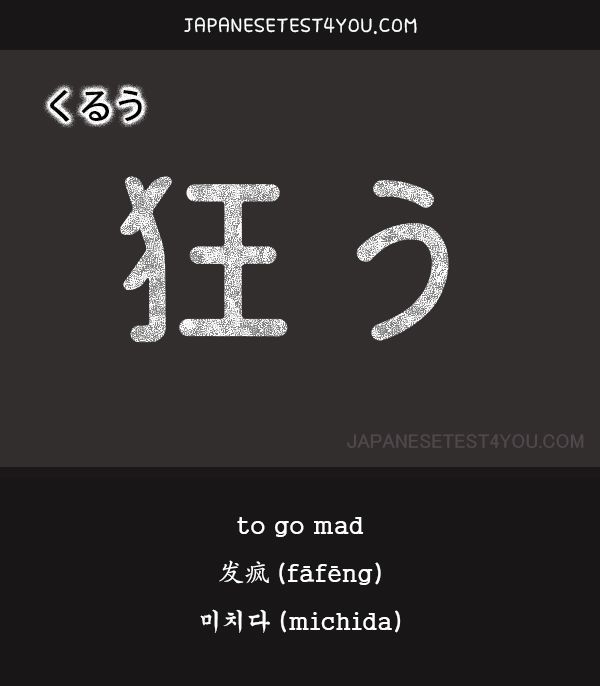 JAPANESETEST4YOU.COM
くるう
狂う
JAPANESETEST4YOU.COM
to go mad
发疯 (fāfēng)
미치다 (michida)